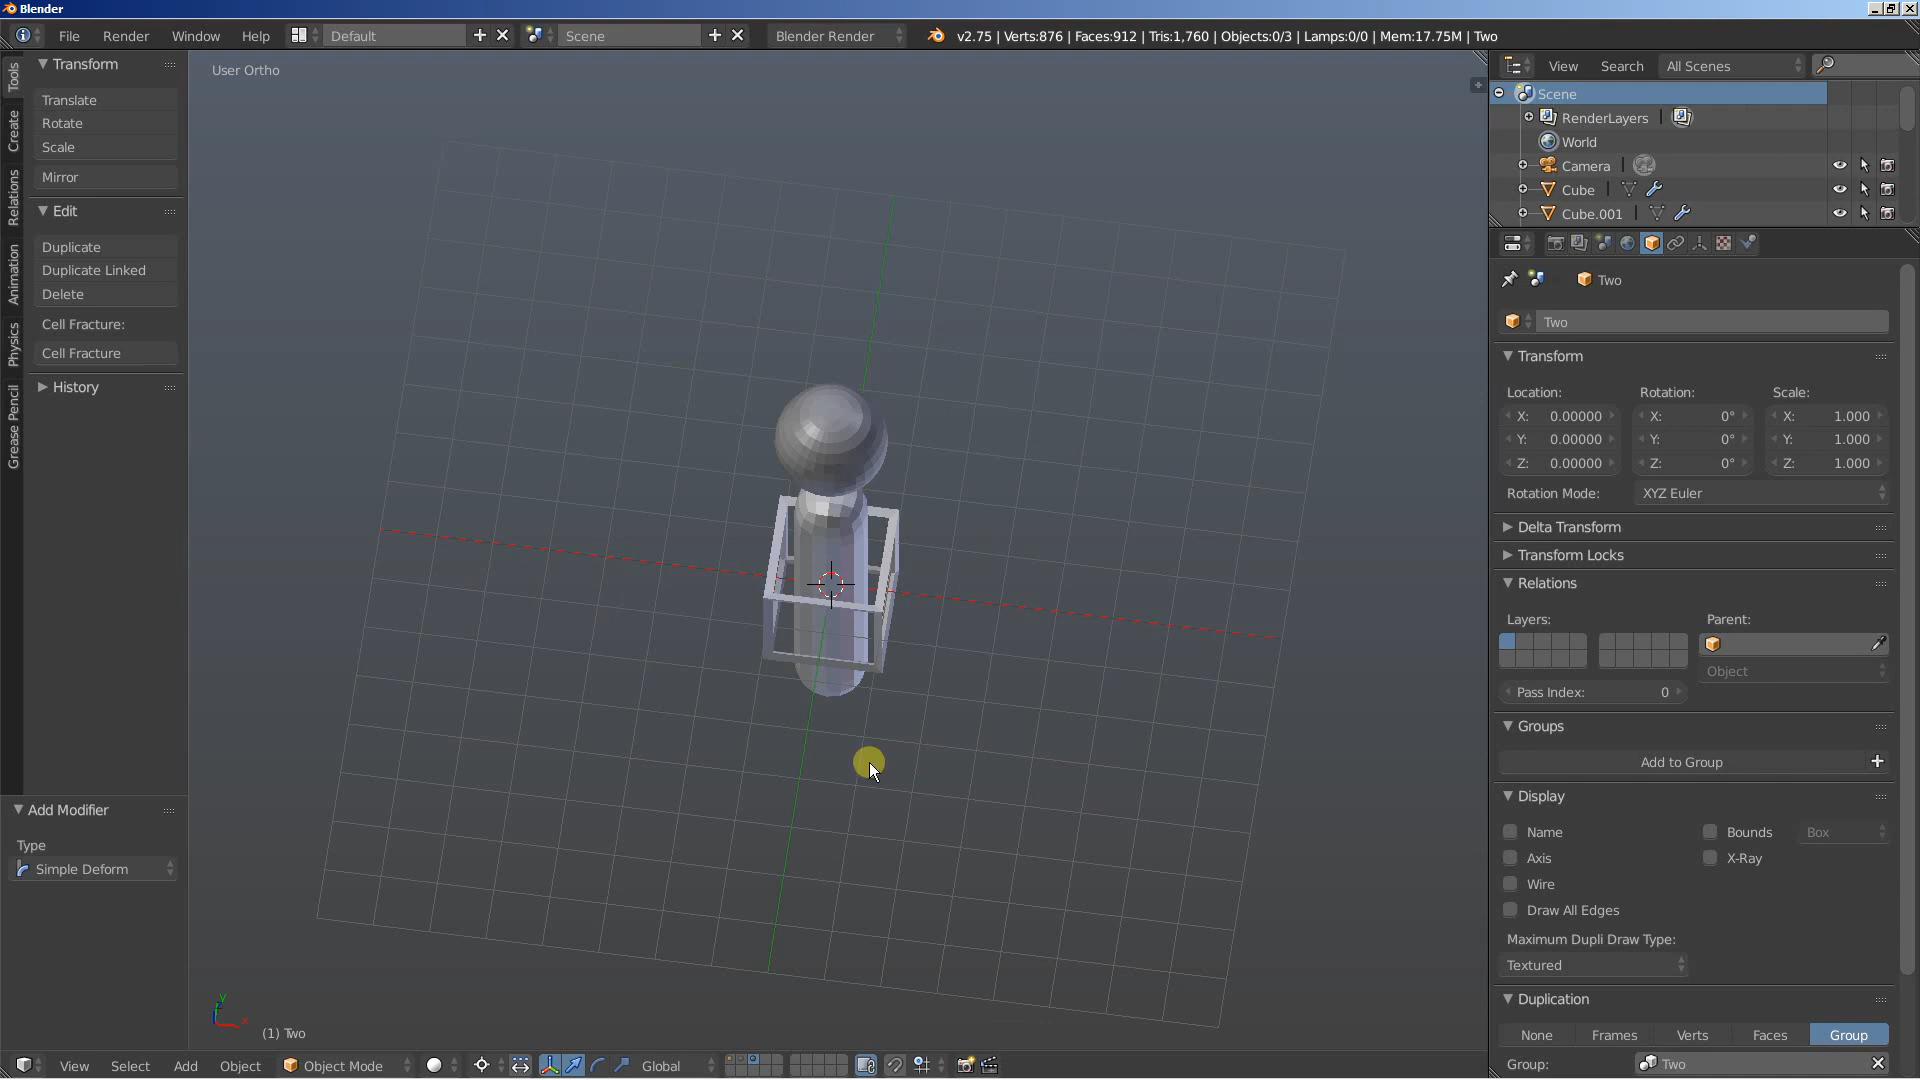 Blender
File Render Window Help Default Scene Blender Render v2.75 | Verts:876 | Faces:912 | Tris:1,760 | Objects:0/3 | Lamps:0/0 | Mem:17.75M | Two
Tools
Create
Relations
Animation
Physics
Grease Pencil
Transform
Translate
Rotate
Scale
Mirror
Edit
Duplicate
Duplicate Linked
Delete
Cell Fracture:
Cell Fracture
History
Add Modifier
Type
Simple Deform
User Ortho
y
x
(1) Two
View Select Add Object Object Mode Global
View Search All Scenes
Scene
RenderLayers |
World
Camera |
Cube |
Cube.001 |
Two
Two
Transform
Location: Rotation: Scale:
X: 0.00000 X: 0° X: 1.000
Y: 0.00000 Y: 0° Y: 1.000
Z: 0.00000 Z: 0° Z: 1.000
Rotation Mode: XYZ Euler
Delta Transform
Transform Locks
Relations
Layers: Parent:
Object
Pass Index: 0
Groups
Add to Group
Display
Name Bounds Box
Axis X-Ray
Wire
Draw All Edges
Maximum Dupli Draw Type:
Textured
Duplication
None Frames Verts Faces Group
Group: Two